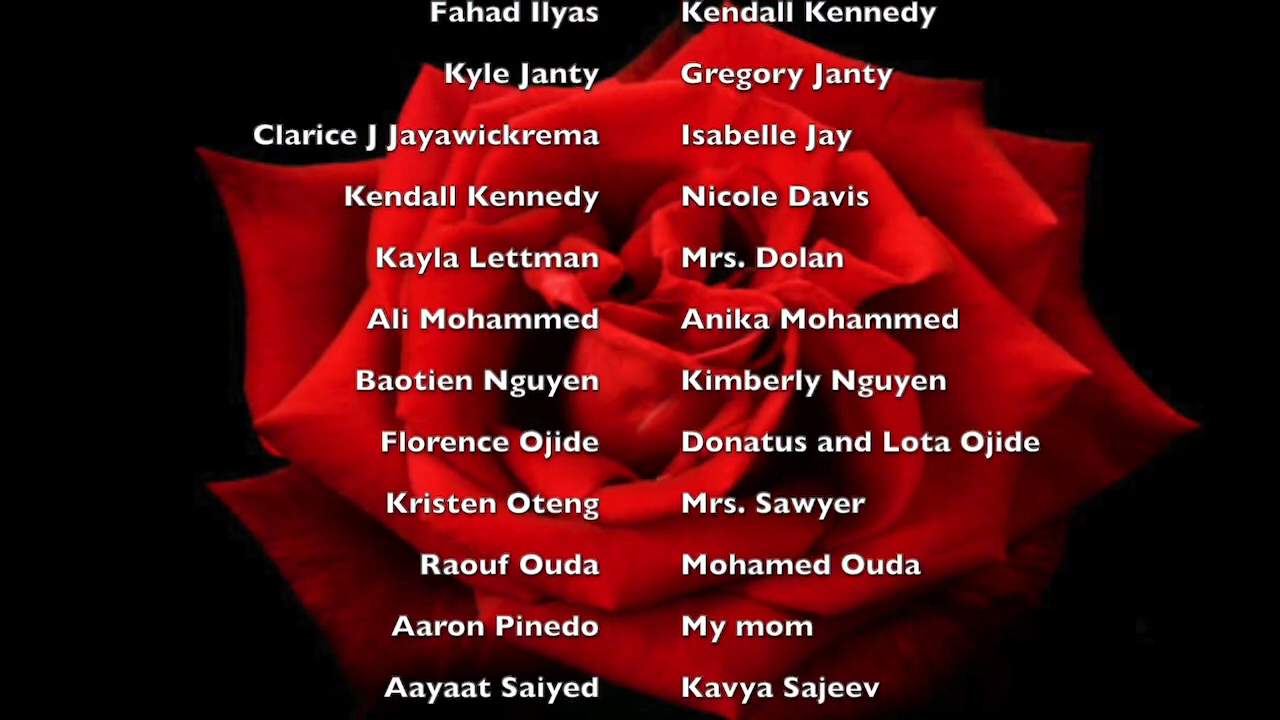 Fahad Ilyas Kendall Kennedy
Kyle Janty Gregory Janty
Clarice J Jayawickrema Isabelle Jay
Kendall Kennedy Nicole Davis
Kayla Lettman Mrs. Dolan
Ali Mohammed Anika Mohammed
Baotien Nguyen Kimberly Nguyen
Florence Ojide Donatus and Lota Ojide
Kristen Oteng Mrs. Sawyer
Raouf Ouda Mohamed Ouda
Aaron Pinedo My mom
Aayaat Saiyed Kavya Sajeev